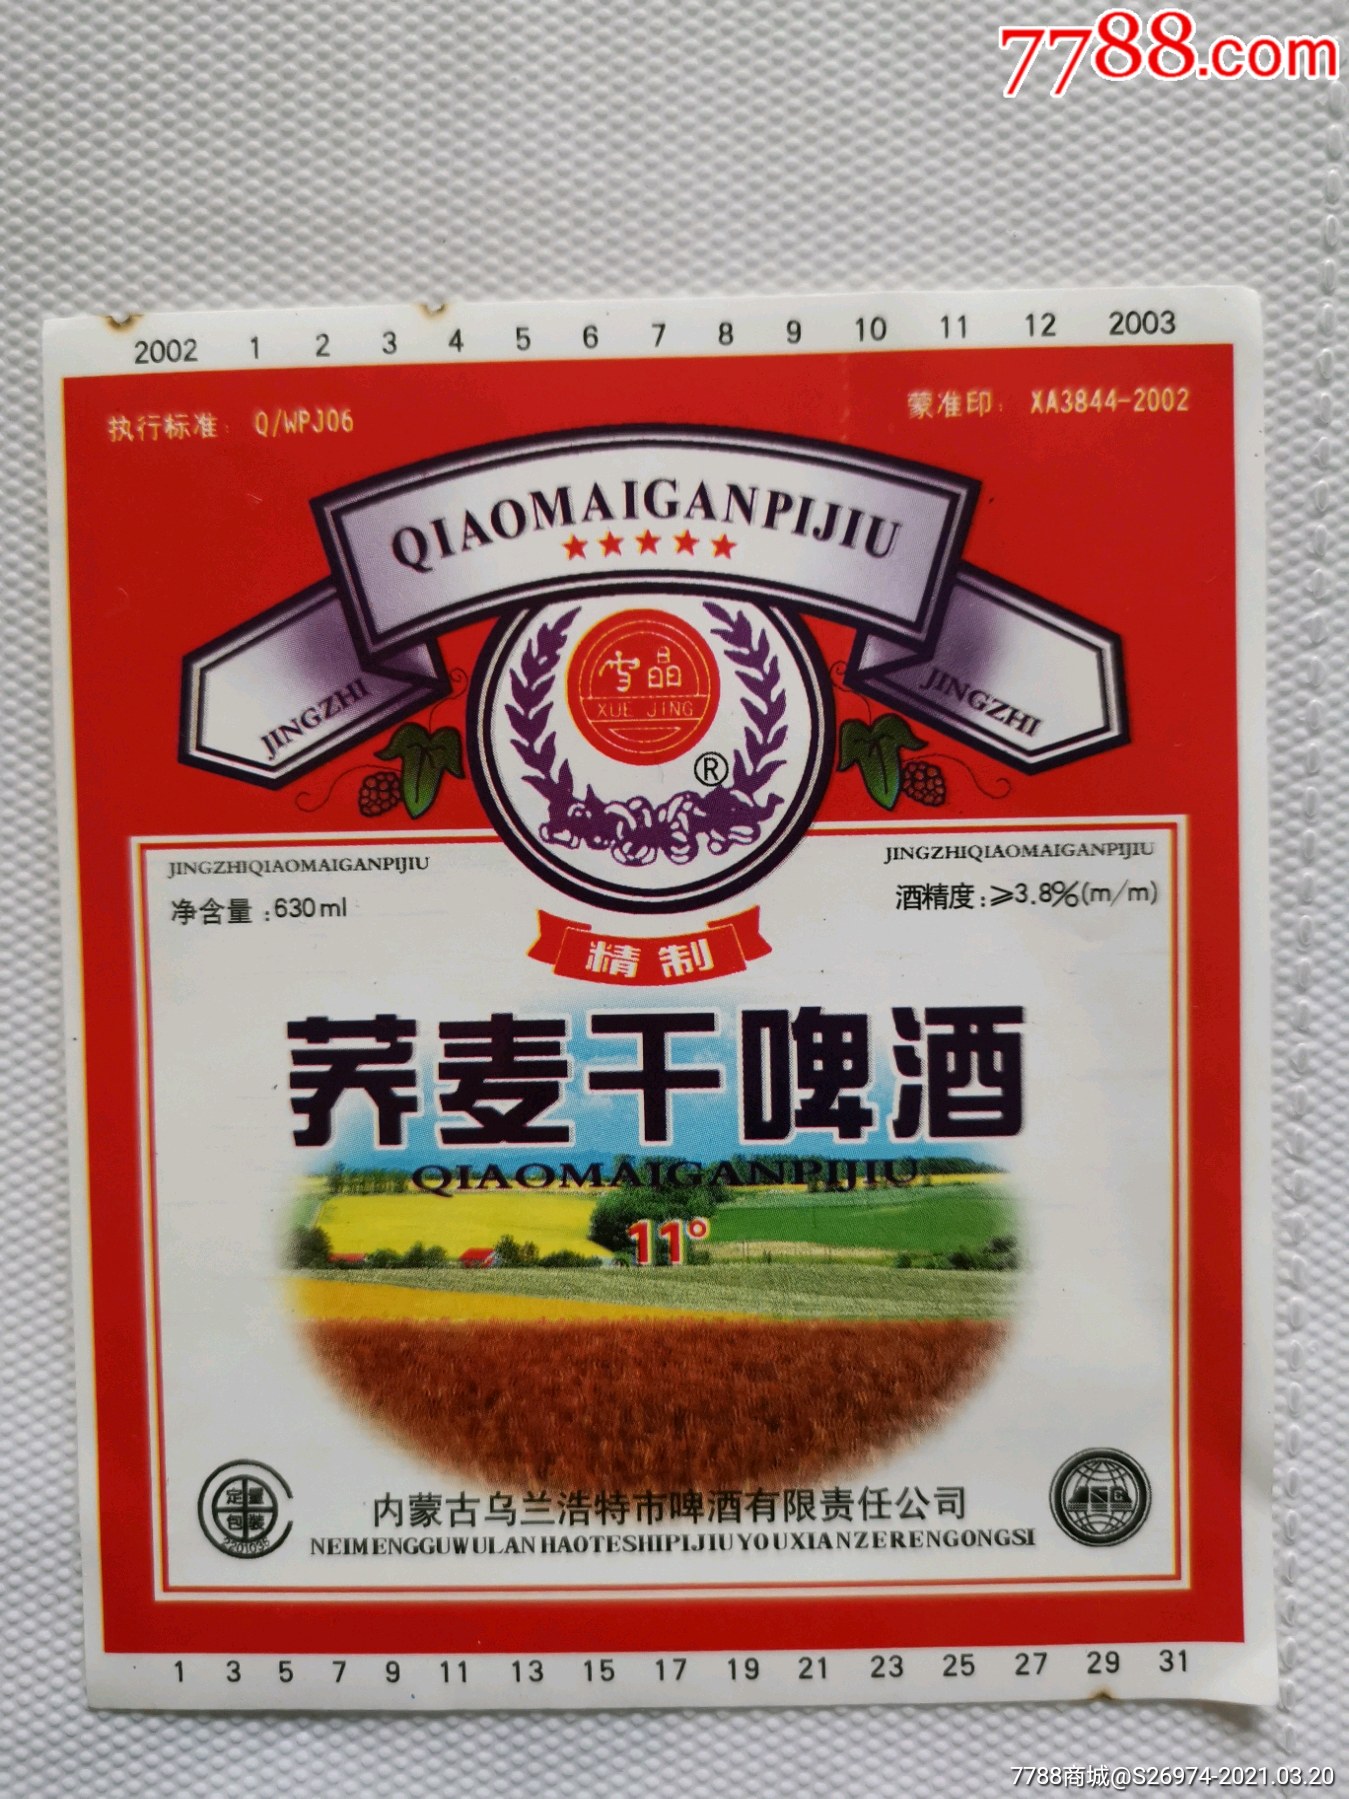 7788.com
2002 1 2 3 4 5 6 7 8 9 10 11 12 2003
执行标准: Q/WPJ06
蒙准印: XA3844-2002
QIAOMAIGANPIJIU
JINGZHI
JINGZHI
雪晶
XUE JING
®
JINGZHIQIAOMAIGANPIJIU
JINGZHIQIAOMAIGANPIJIU
净含量:630ml
酒精度:≥3.8%(m/m)
精制
荞麦干啤酒
QIAOMAIGANPIJIU
11°
定量
包装
内蒙古乌兰浩特市啤酒有限责任公司
NEIMENGGUWULANHAOTESHIPIJIUYOUXIANZERENGONGSI
1 3 5 7 9 11 13 15 17 19 21 23 25 27 29 31
7788商城@S26974-2021.03.20